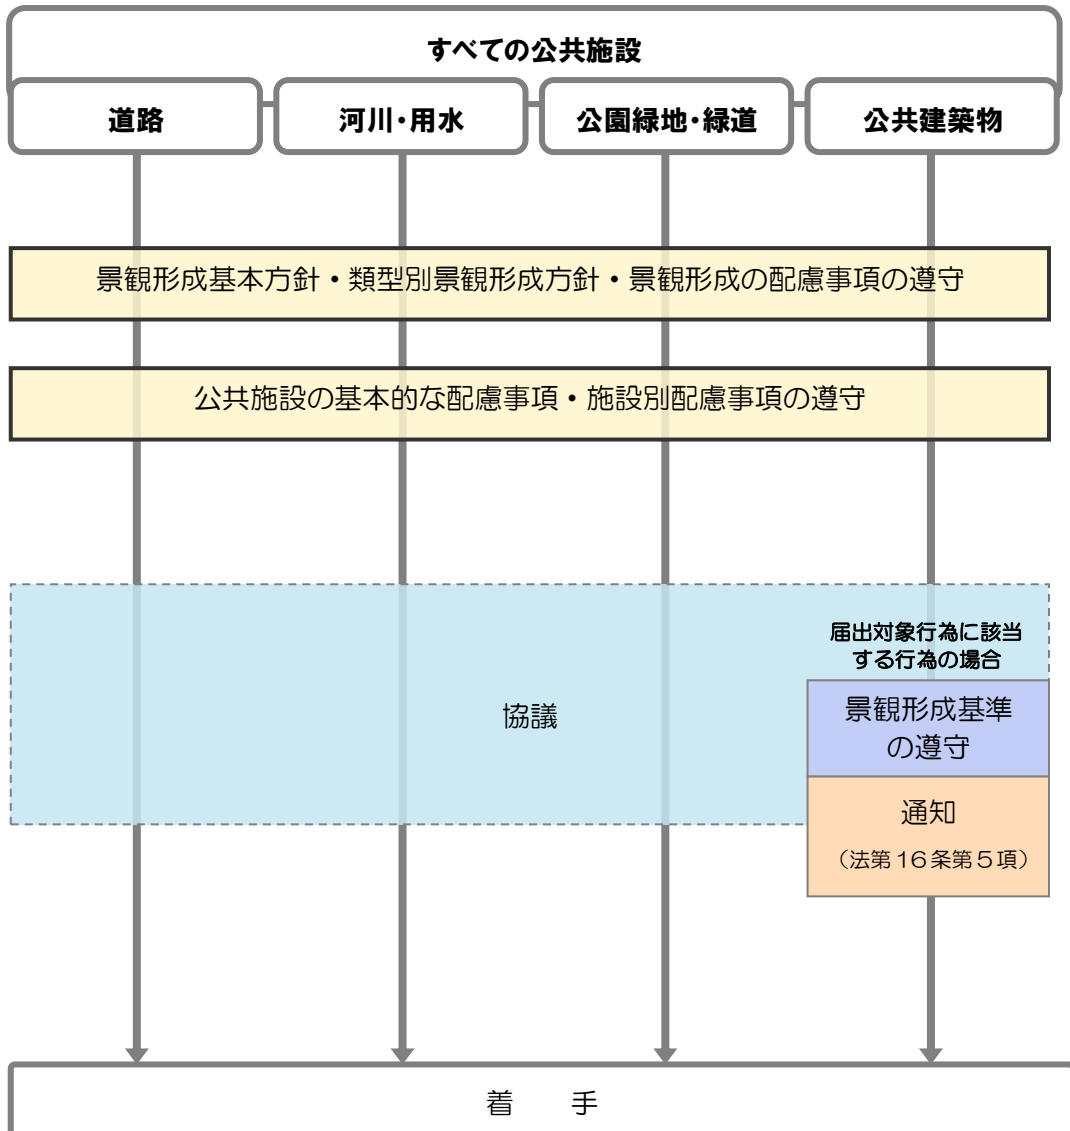 すべての公共施設
道路
河川・用水
公園緑地・緑道
公共建築物
景観形成基本方針・類型別景観形成方針・景観形成の配慮事項の遵守
公共施設の基本的な配慮事項・施設別配慮事項の遵守
届出対象行為に該当
する行為の場合
協議
景観形成基準
の遵守
通知
（法第16条第５項）
着　手